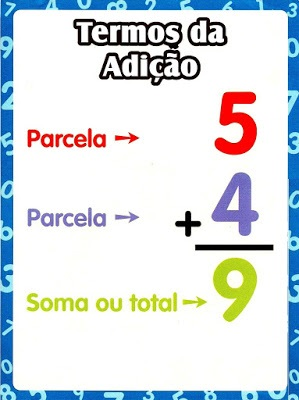 Termos da
Adição
Parcela → 5
Parcela → + 4
Soma ou total → 9